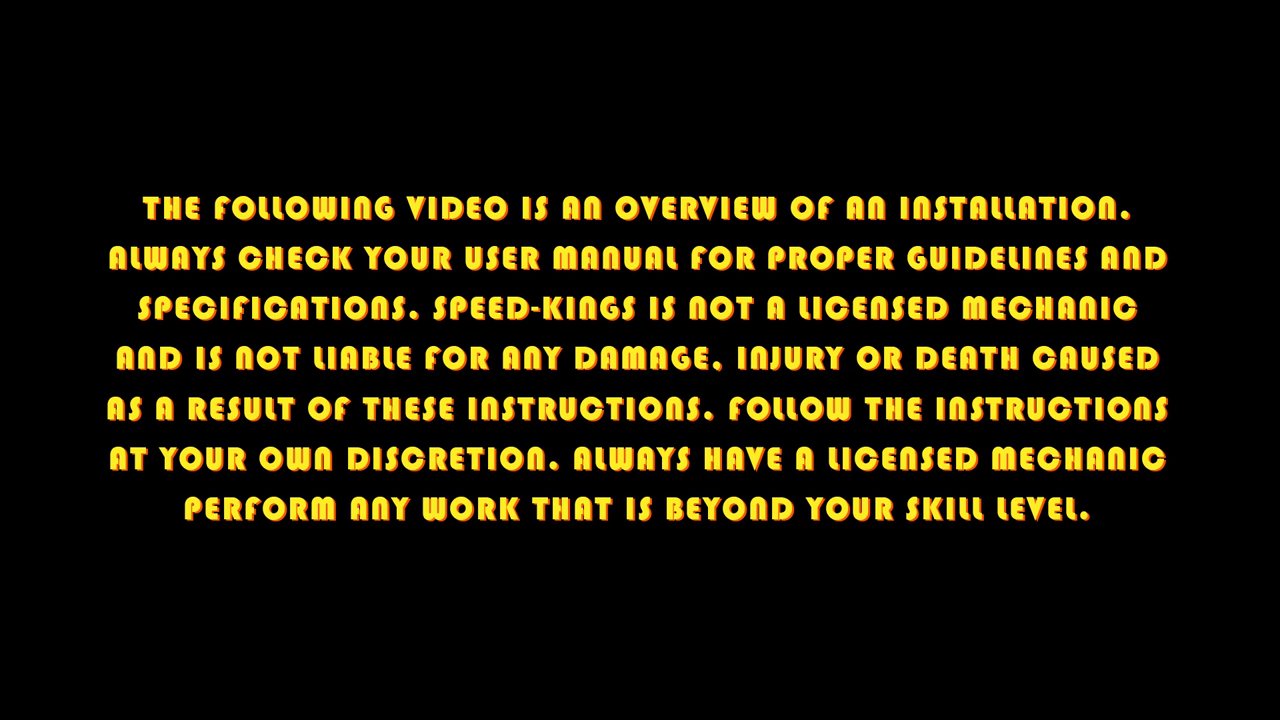 THE FOLLOWING VIDEO IS AN OVERVIEW OF AN INSTALLATION.
ALWAYS CHECK YOUR USER MANUAL FOR PROPER GUIDELINES AND
SPECIFICATIONS. SPEED-KINGS IS NOT A LICENSED MECHANIC
AND IS NOT LIABLE FOR ANY DAMAGE, INJURY OR DEATH CAUSED
AS A RESULT OF THESE INSTRUCTIONS. FOLLOW THE INSTRUCTIONS
AT YOUR OWN DISCRETION. ALWAYS HAVE A LICENSED MECHANIC
PERFORM ANY WORK THAT IS BEYOND YOUR SKILL LEVEL.